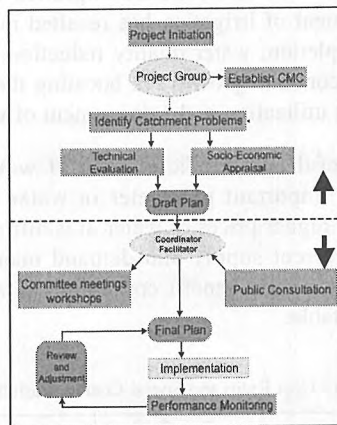 Project Initiation
Project Group
Establish CMC
Identify Catchment Problems
Technical
Evaluation
Socio-Economic
Appraisal
Draft Plan
Coordinator
Facilitator
Committee meetings
workshops
Public Consultation
Final Plan
Review
and
Adjustment
Implementation
Performance Monitoring